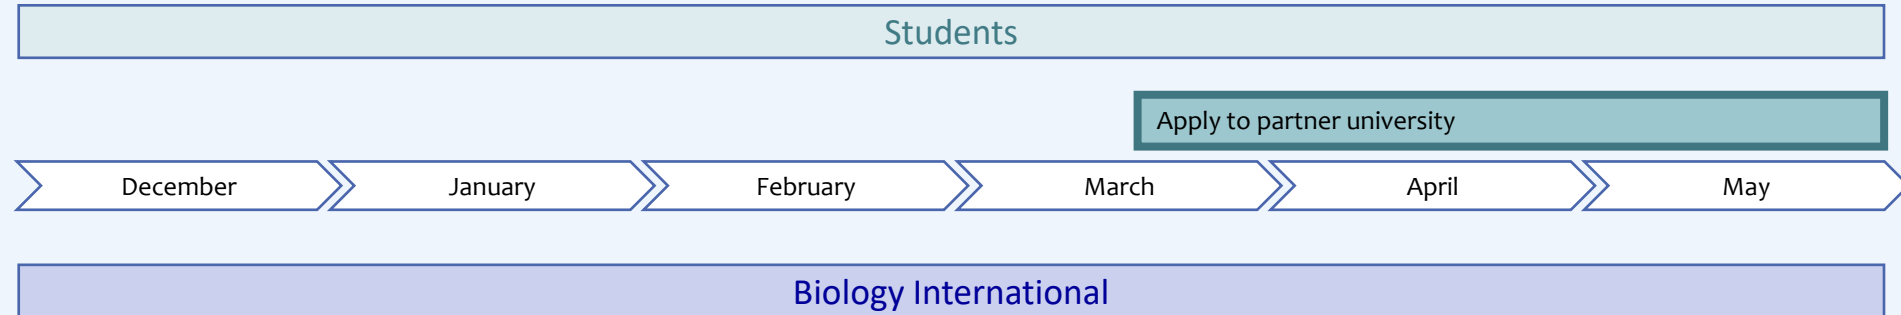 Students
Apply to partner university
December January February March April May
Biology International